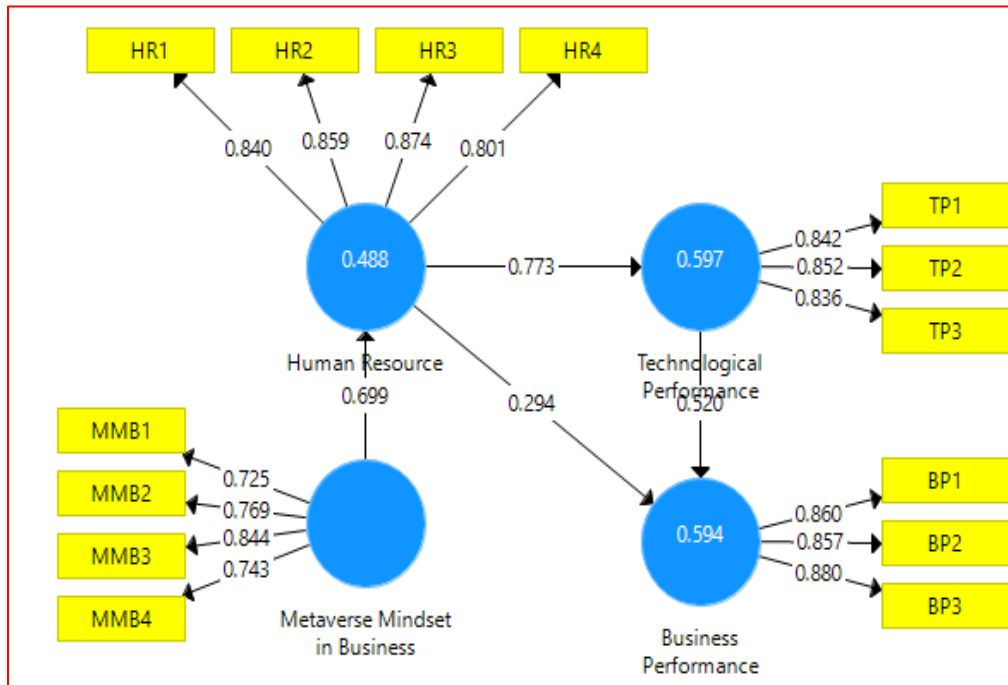 HR1
HR2
HR3
HR4
0.840
0.859
0.874
0.801
TP1
0.842
TP2
0.852
0.836
TP3
0.488
0.773
0.597
Human Resource
Technological
Performance
0.699
0.294
0.520
MMB1
0.725
MMB2
0.769
MMB3
0.844
0.743
MMB4
BP1
0.860
BP2
0.857
0.880
BP3
0.594
Metaverse Mindset
in Business
Business
Performance